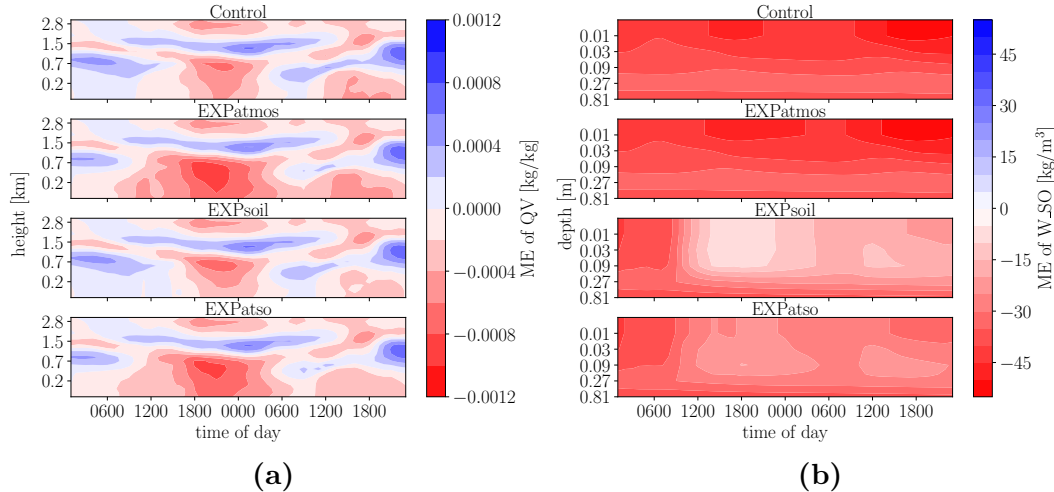 Control
2.8
1.5
0.7
0.2
EXPatmos
2.8
1.5
0.7
0.2
EXPsoil
2.8
1.5
0.7
0.2
EXPatso
2.8
1.5
0.7
0.2
0600 1200 1800 0000 0600 1200 1800
time of day
height [km]
0.0012
0.0008
0.0004
0.0000
−0.0004
−0.0008
−0.0012
ME of QV [kg/kg]
(a)
Control
0.01
0.03
0.09
0.27
0.81
EXPatmos
0.01
0.09
0.27
0.81
EXPsoil
0.01
0.03
0.09
0.27
0.81
EXPatso
0.01
0.03
0.09
0.27
0.81
0600 1200 1800 0000 0600 1200 1800
time of day
depth [m]
45
30
15
0
−15
−30
−45
ME of W_SO [kg/m³]
(b)